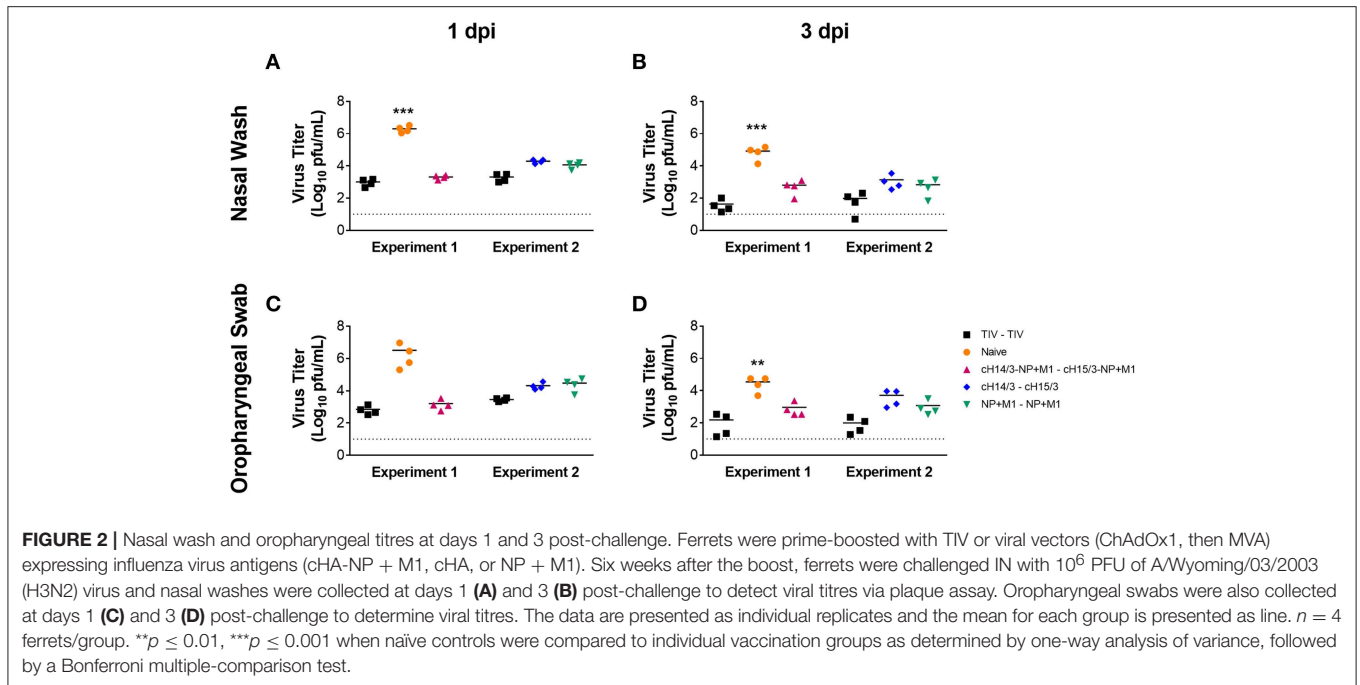 1 dpi
3 dpi
Nasal Wash
A
Virus Titer
(Log10 pfu/mL)
8
6
4
2
0
***
Experiment 1
Experiment 2
B
Virus Titer
(Log10 pfu/mL)
8
6
4
2
0
***
Experiment 1
Experiment 2
Oropharyngeal Swab
C
Virus Titer
(Log10 pfu/mL)
8
6
4
2
0
Experiment 1
Experiment 2
D
Virus Titer
(Log10 pfu/mL)
8
6
4
2
0
**
Experiment 1
Experiment 2
TIV - TIV
Naive
cH14/3-NP+M1 - cH15/3-NP+M1
cH14/3 - cH15/3
NP+M1 - NP+M1
FIGURE 2 | Nasal wash and oropharyngeal titres at days 1 and 3 post-challenge. Ferrets were prime-boosted with TIV or viral vectors (ChAdOx1, then MVA)
expressing influenza virus antigens (cHA-NP + M1, cHA, or NP + M1). Six weeks after the boost, ferrets were challenged IN with 10⁶ PFU of A/Wyoming/03/2003
(H3N2) virus and nasal washes were collected at days 1 (A) and 3 (B) post-challenge to detect viral titres via plaque assay. Oropharyngeal swabs were also collected
at days 1 (C) and 3 (D) post-challenge to determine viral titres. The data are presented as individual replicates and the mean for each group is presented as line. n = 4
ferrets/group. **p ≤ 0.01, ***p ≤ 0.001 when naïve controls were compared to individual vaccination groups as determined by one-way analysis of variance, followed
by a Bonferroni multiple-comparison test.